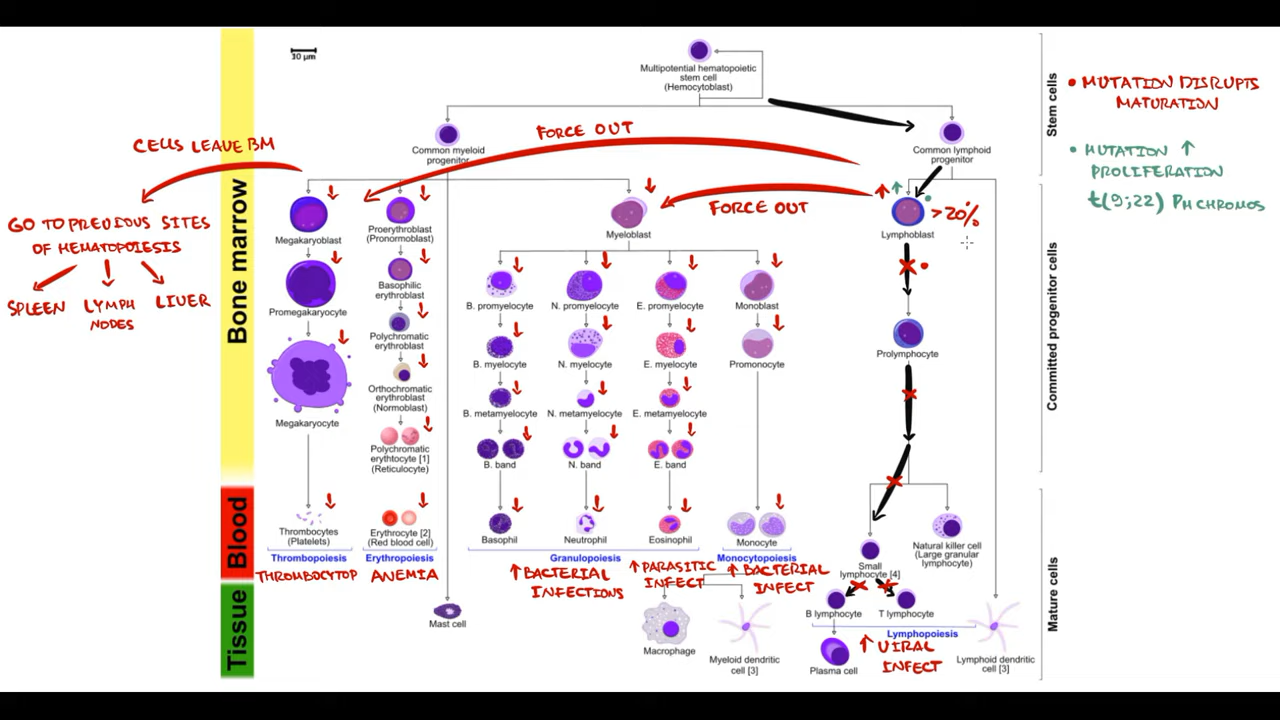 30 μm
Multipotential hematopoietic
stem cell
(Hemocytoblast)
Common myeloid
progenitor
Common lymphoid
progenitor
CELLS LEAVE BM
FORCE OUT
FORCE OUT
GO TO PREVIOUS SITES
OF HEMATOPOIESIS
SPLEEN LYMPH NODES LIVER
• MUTATION DISRUPTS
MATURATION
• MUTATION ↑
PROLIFERATION
t(9;22) PH CHROMOS
Bone marrow
Blood
Tissue
Stem cells
Committed progenitor cells
Mature cells
Megakaryoblast
Promegakaryocyte
Megakaryocyte
Thrombocytes
(Platelets)
Thrombopoiesis
THROMBOCYTOP
Proerythroblast
(Pronormoblast)
Basophilic
erythroblast
Polychromatic
erythroblast
Orthochromatic
erythroblast
(Normoblast)
Polychromatic
erythtocyte [1]
(Reticulocyte)
Erythrocyte [2]
(Red blood cell)
Erythropoiesis
ANEMIA
Mast cell
Myeloblast
B. promyelocyte
N. promyelocyte
E. promyelocyte
Monoblast
B. myelocyte
N. myelocyte
E. myelocyte
Promonocyte
B. metamyelocyte
N. metamyelocyte
E. metamyelocyte
B. band
N. band
E. band
Basophil
Neutrophil
Eosinophil
Monocyte
Granulopoiesis
Monocytopoiesis
↑ BACTERIAL
INFECTIONS
↑ PARASITIC
INFECT
↑ BACTERIAL
INFECT
Macrophage
Myeloid dendritic
cell [3]
Lymphoblast
>20%
Prolymphocyte
Small
lymphocyte [4]
Natural killer cell
(Large granular
lymphocyte)
B lymphocyte
T lymphocyte
Lymphopoiesis
Plasma cell
↑ VIRAL
INFECT
Lymphoid dendritic
cell [3]